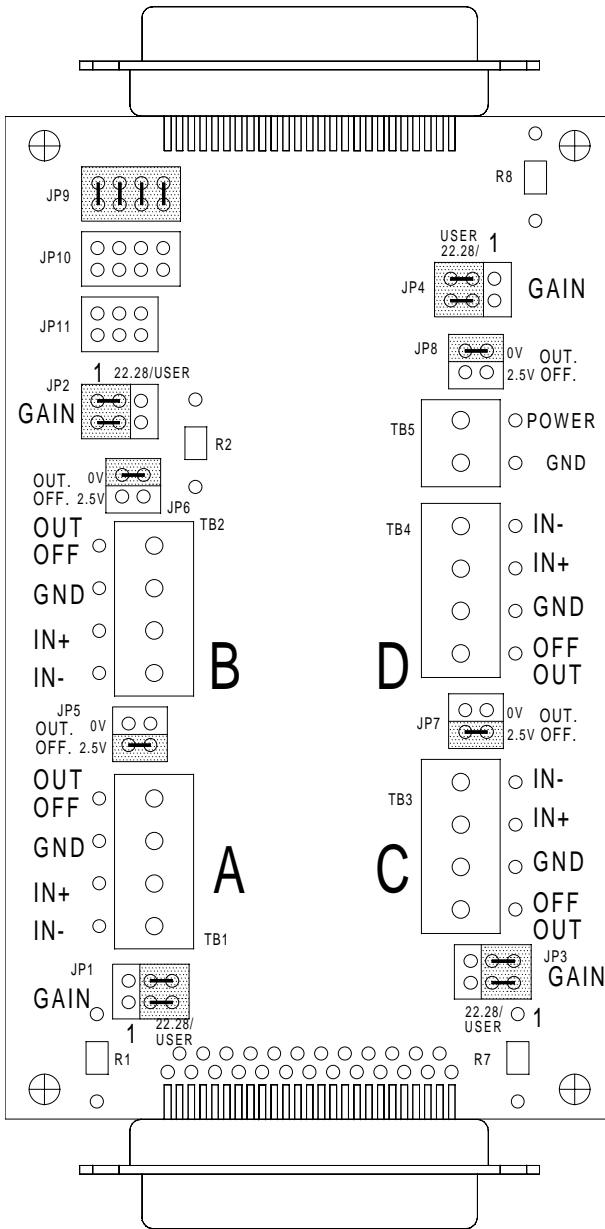 JP9
R8
USER
22.28/ 1
JP10
JP4
GAIN
JP11
JP8
0V
OUT.
2.5V
OFF.
JP2
1 22.28/USER
GAIN
R2
TB5
POWER
GND
OUT. 0V
OFF. 2.5V
JP6
TB2
OUT
OFF
GND
IN+
IN-
B
TB4
IN-
IN+
GND
OFF
OUT
D
JP5
OUT. 0V
OFF. 2.5V
JP7
0V OUT.
2.5V OFF.
OUT
OFF
GND
IN+
IN-
A
TB1
TB3
IN-
IN+
GND
OFF
OUT
C
JP1
GAIN
1 22.28/
USER
JP3
GAIN
22.28/ 1
USER
R1
R7